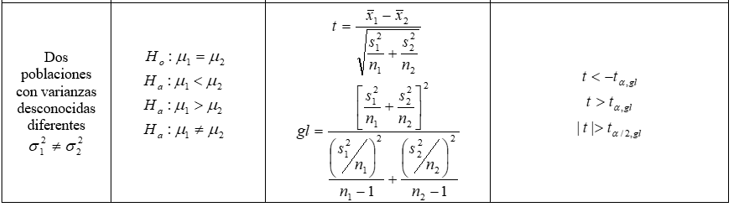 Dos
poblaciones
con varianzas
desconocidas
diferentes
σ₁² ≠ σ₂²
Hₒ : μ₁ = μ₂
Hₐ : μ₁ < μ₂
Hₐ : μ₁ > μ₂
Hₐ : μ₁ ≠ μ₂
t = (x̄₁ − x̄₂) / √(s₁²/n₁ + s₂²/n₂)
gl = [s₁²/n₁ + s₂²/n₂]² / ((s₁²/n₁)²/(n₁ − 1) + (s₂²/n₂)²/(n₂ − 1))
t < −t_{α,gl}
t > t_{α,gl}
| t |> t_{α/2,gl}